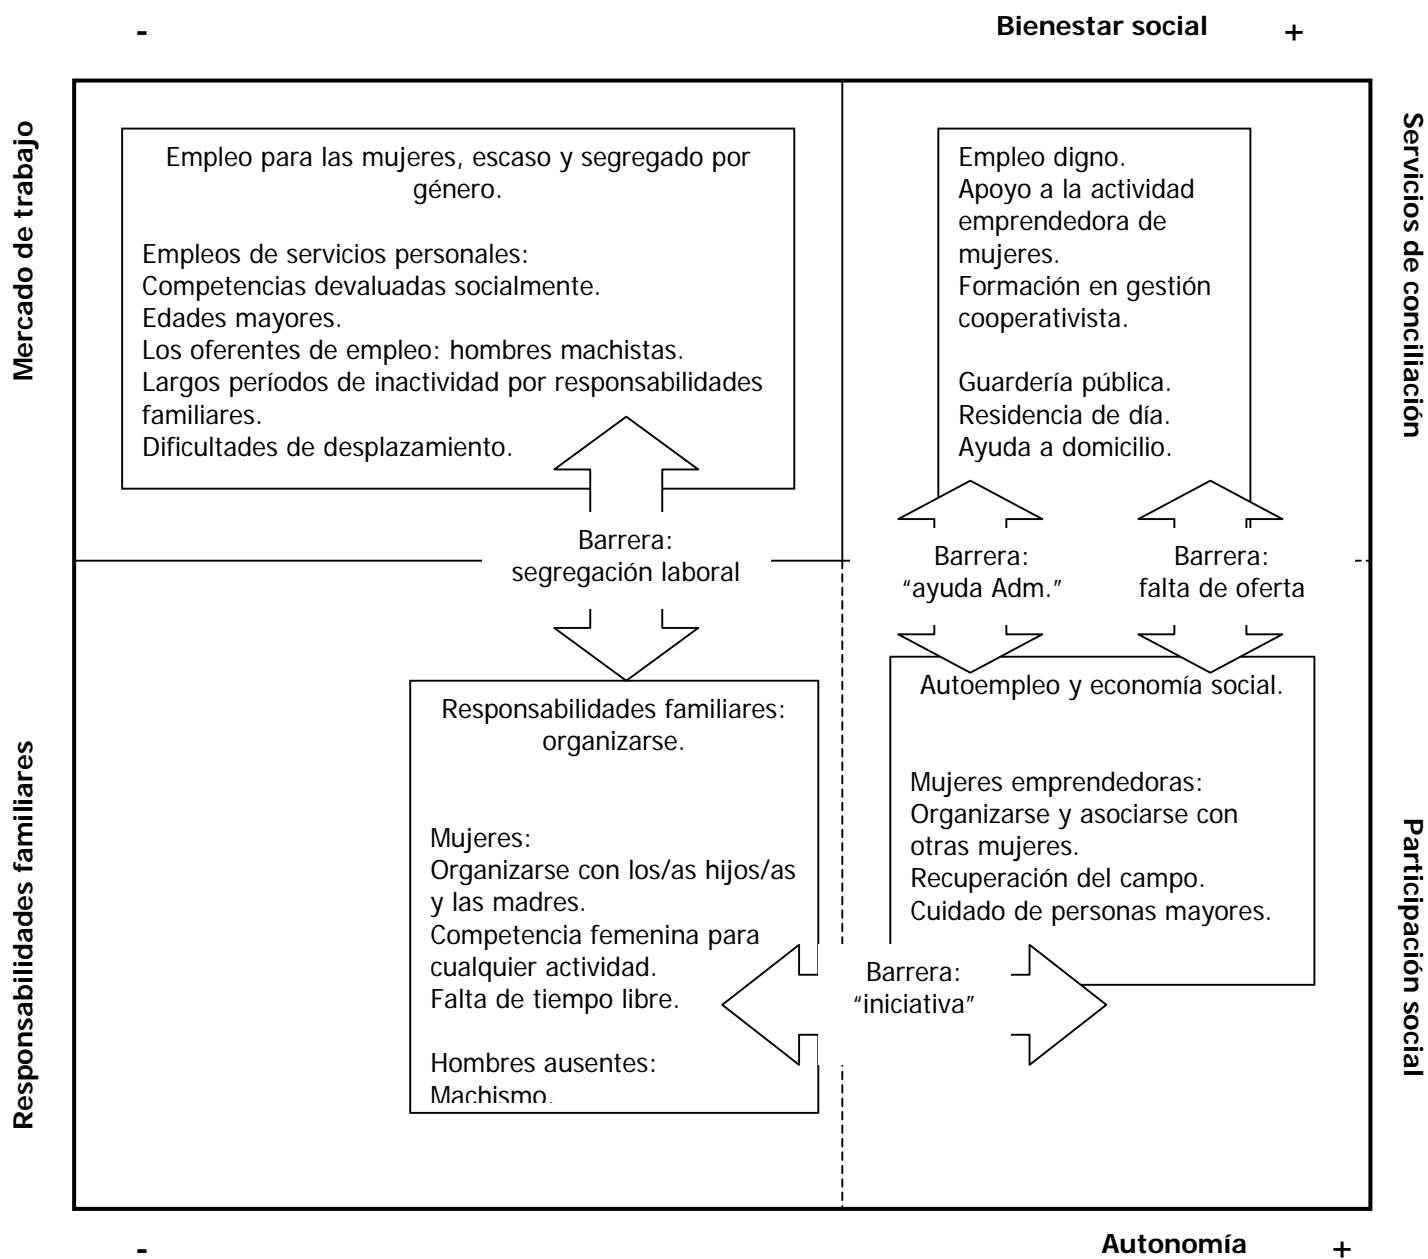 -
Bienestar social
+
Mercado de trabajo
Empleo para las mujeres, escaso y segregado por
género.
Empleos de servicios personales:
Competencias devaluadas socialmente.
Edades mayores.
Los oferentes de empleo: hombres machistas.
Largos períodos de inactividad por responsabilidades
familiares.
Dificultades de desplazamiento.
Empleo digno.
Apoyo a la actividad
emprendedora de
mujeres.
Formación en gestión
cooperativista.
Guardería pública.
Residencia de día.
Ayuda a domicilio.
Servicios de conciliación
Barrera:
segregación laboral
Barrera:
“ayuda Adm.”
Barrera:
falta de oferta
Responsabilidades familiares
Responsabilidades familiares:
organizarse.
Mujeres:
Organizarse con los/as hijos/as
y las madres.
Competencia femenina para
cualquier actividad.
Falta de tiempo libre.
Hombres ausentes:
Machismo.
Barrera:
“iniciativa”
Autoempleo y economía social.
Mujeres emprendedoras:
Organizarse y asociarse con
otras mujeres.
Recuperación del campo.
Cuidado de personas mayores.
Participación social
-
Autonomía
+